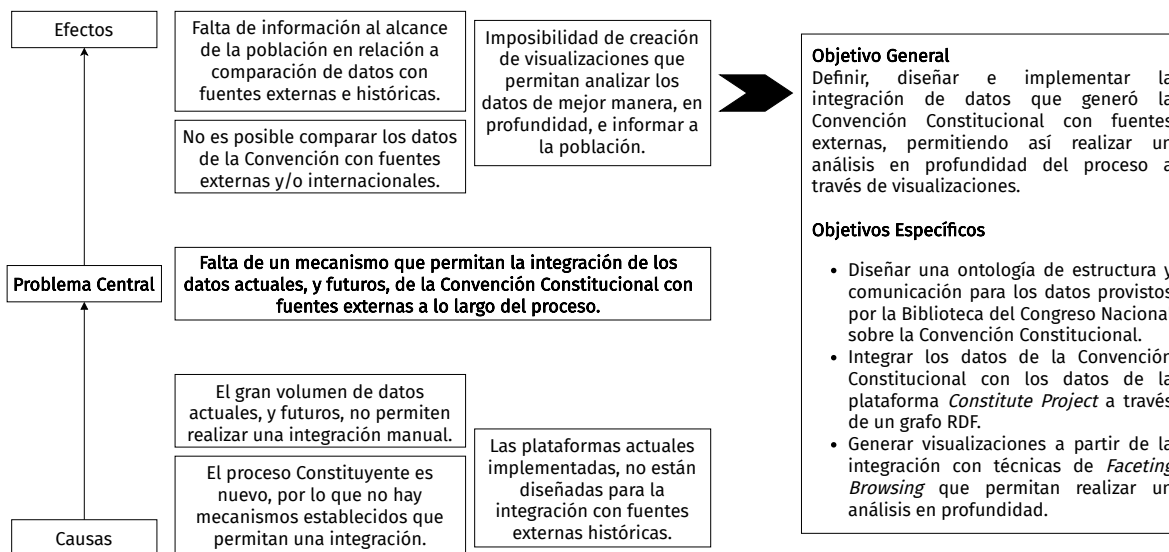 Efectos
Falta de información al alcance
de la población en relación a
comparación de datos con
fuentes externas e históricas.
No es posible comparar los datos
de la Convención con fuentes
externas y/o internacionales.
Imposibilidad de creación
de visualizaciones que
permitan analizar los
datos de mejor manera, en
profundidad, e informar a
la población.
Problema Central
Falta de un mecanismo que permitan la integración de los
datos actuales, y futuros, de la Convención Constitucional con
fuentes externas a lo largo del proceso.
El gran volumen de datos
actuales, y futuros, no permiten
realizar una integración manual.
El proceso Constituyente es
nuevo, por lo que no hay
mecanismos establecidos que
permitan una integración.
Las plataformas actuales
implementadas, no están
diseñadas para la
integración con fuentes
externas históricas.
Causas
Objetivo General
Definir, diseñar e implementar la
integración de datos que generó la
Convención Constitucional con fuentes
externas, permitiendo así realizar un
análisis en profundidad del proceso a
través de visualizaciones.
Objetivos Específicos
• Diseñar una ontología de estructura y
comunicación para los datos provistos
por la Biblioteca del Congreso Naciona
sobre la Convención Constitucional.
• Integrar los datos de la Convención
Constitucional con los datos de la
plataforma Constitute Project a través
de un grafo RDF.
• Generar visualizaciones a partir de la
integración con técnicas de Faceting
Browsing que permitan realizar un
análisis en profundidad.